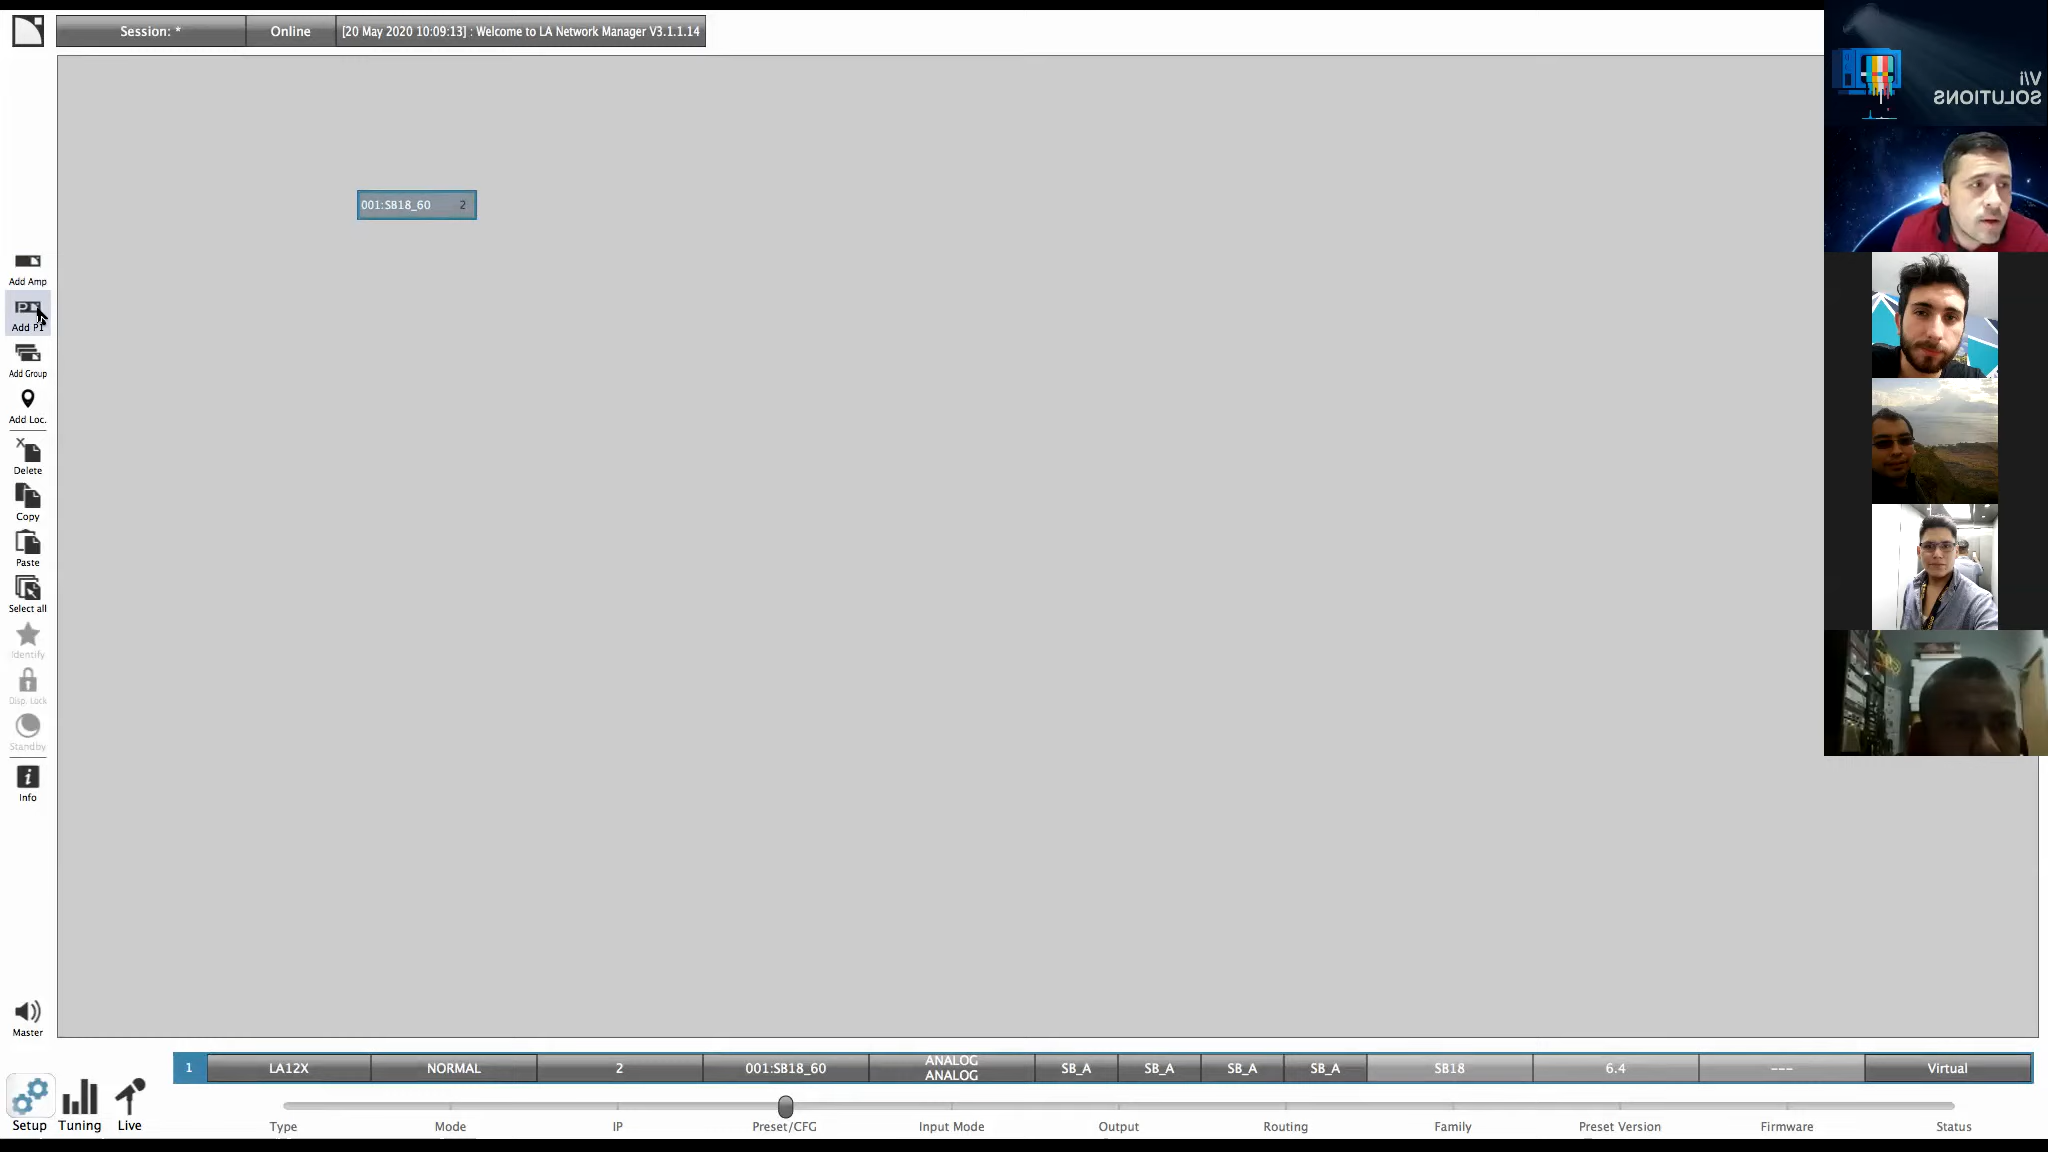 Session: *
Online
[20 May 2020 10:09:13] : Welcome to LA Network Manager V3.1.1.14
V/i
SOLUTIONS
001:SB18_60 2
Add Amp
Add P1
Add Group
Add Loc.
Delete
Copy
Paste
Select all
Identify
Disp. Lock
Standby
Info
Master
1 LA12X NORMAL 2 001:SB18_60 ANALOG SB_A SB_A SB_A SB_A SB18 6.4 --- Virtual
ANALOG
Setup Tuning Live
Type Mode IP Preset/CFG Input Mode Output Routing Family Preset Version Firmware Status